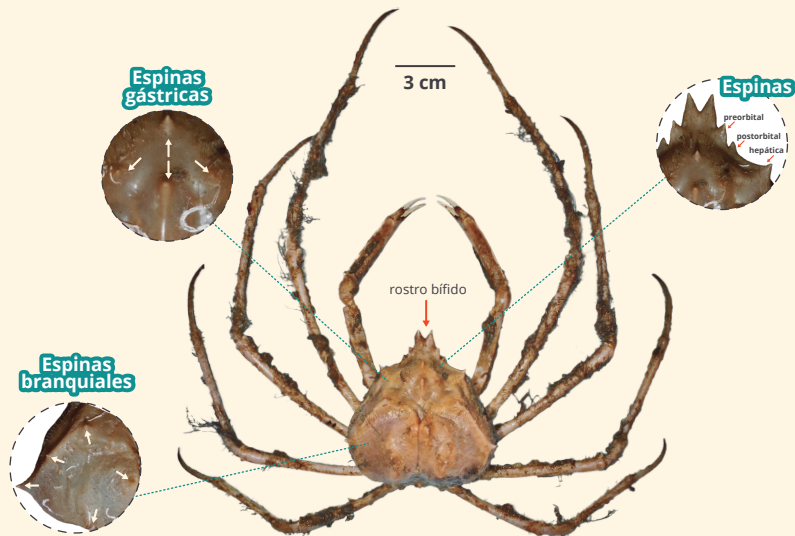 Espinas
gástricas
3 cm
Espinas
preorbital
postorbital
hepática
rostro bífido
Espinas
branquiales